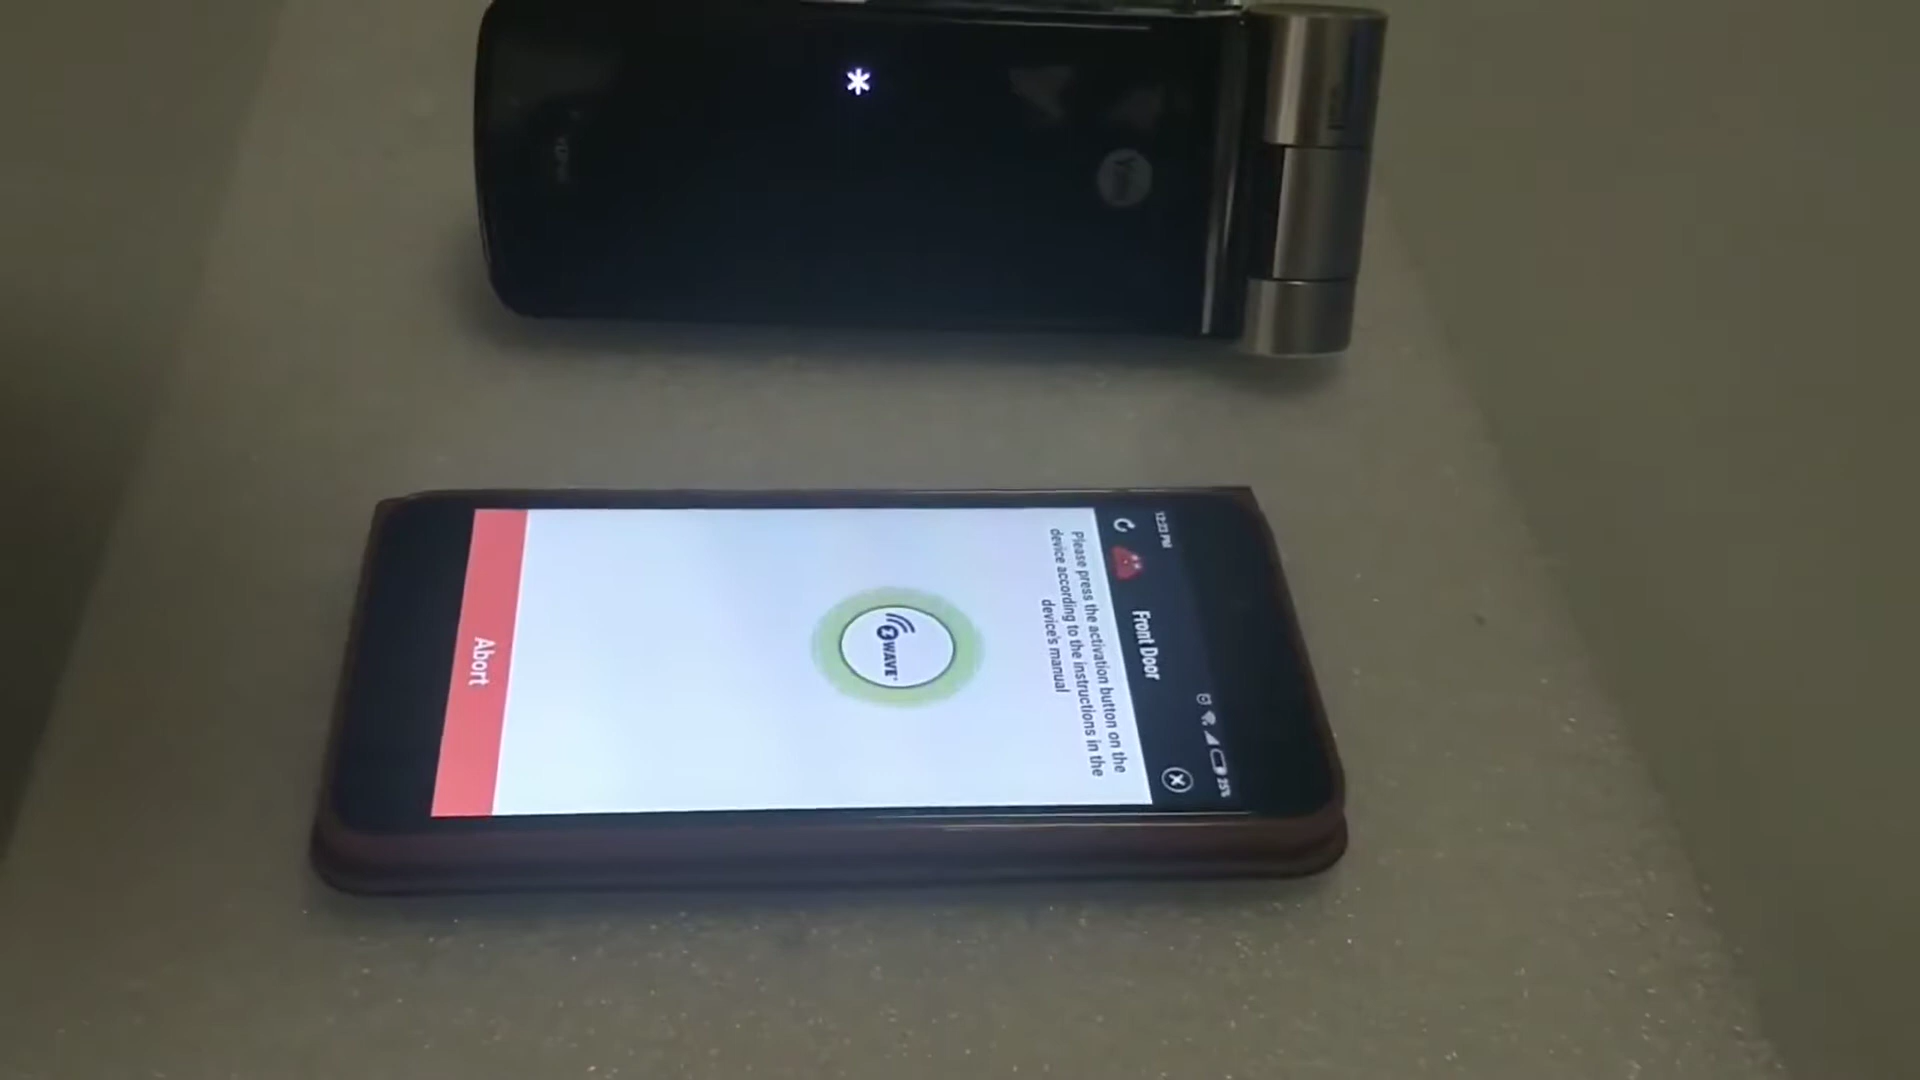 *
12:23 PM
25%
Front Door
Please press the activation button on the
device according to the instructions in the
device's manual
Z WAVE
Abort